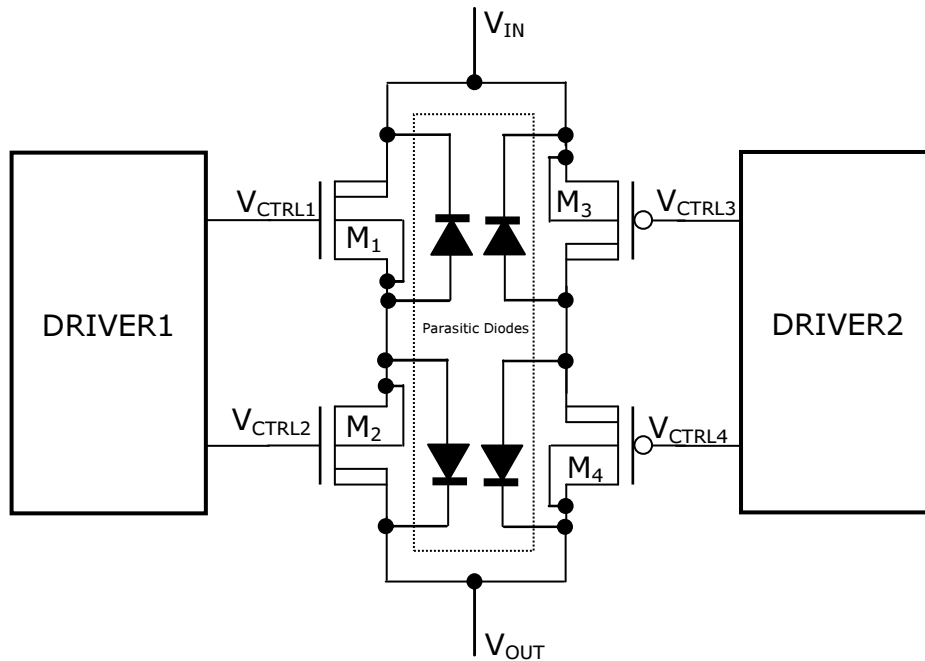 V_IN
V_CTRL1
M_3
V_CTRL3
M_1
DRIVER1
Parasitic Diodes
DRIVER2
V_CTRL2
M_2
V_CTRL4
M_4
V_OUT